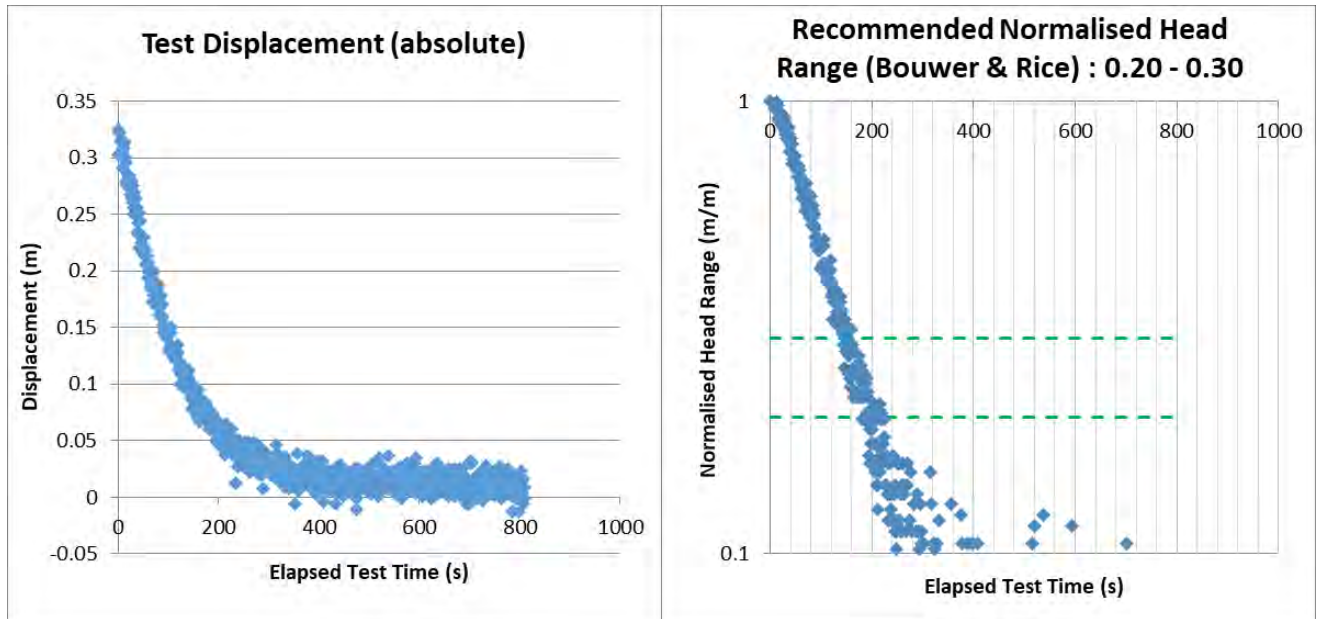 Test Displacement (absolute)
0.35
0.3
0.25
0.2
0.15
0.1
0.05
0
-0.05
Displacement (m)
0 200 400 600 800 1000
Elapsed Test Time (s)
Recommended Normalised Head
Range (Bouwer & Rice) : 0.20 - 0.30
1
0.1
Normalised Head Range (m/m)
0 200 400 600 800 1000
Elapsed Test Time (s)